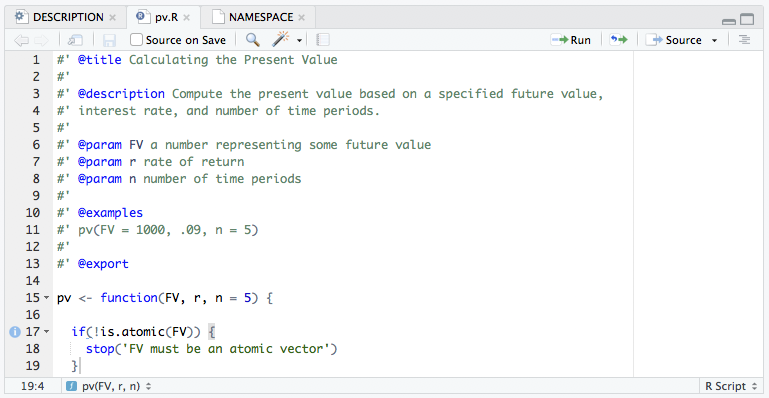 DESCRIPTION × pv.R × NAMESPACE ×
Source on Save Run Source
1 #' @title Calculating the Present Value
2 #'
3 #' @description Compute the present value based on a specified future value,
4 #' interest rate, and number of time periods.
5 #'
6 #' @param FV a number representing some future value
7 #' @param r rate of return
8 #' @param n number of time periods
9 #'
10 #' @examples
11 #' pv(FV = 1000, .09, n = 5)
12 #'
13 #' @export
14
15 pv <- function(FV, r, n = 5) {
16
17 if(!is.atomic(FV)) {
18 stop('FV must be an atomic vector')
19 }
19:4 f pv(FV, r, n) R Script